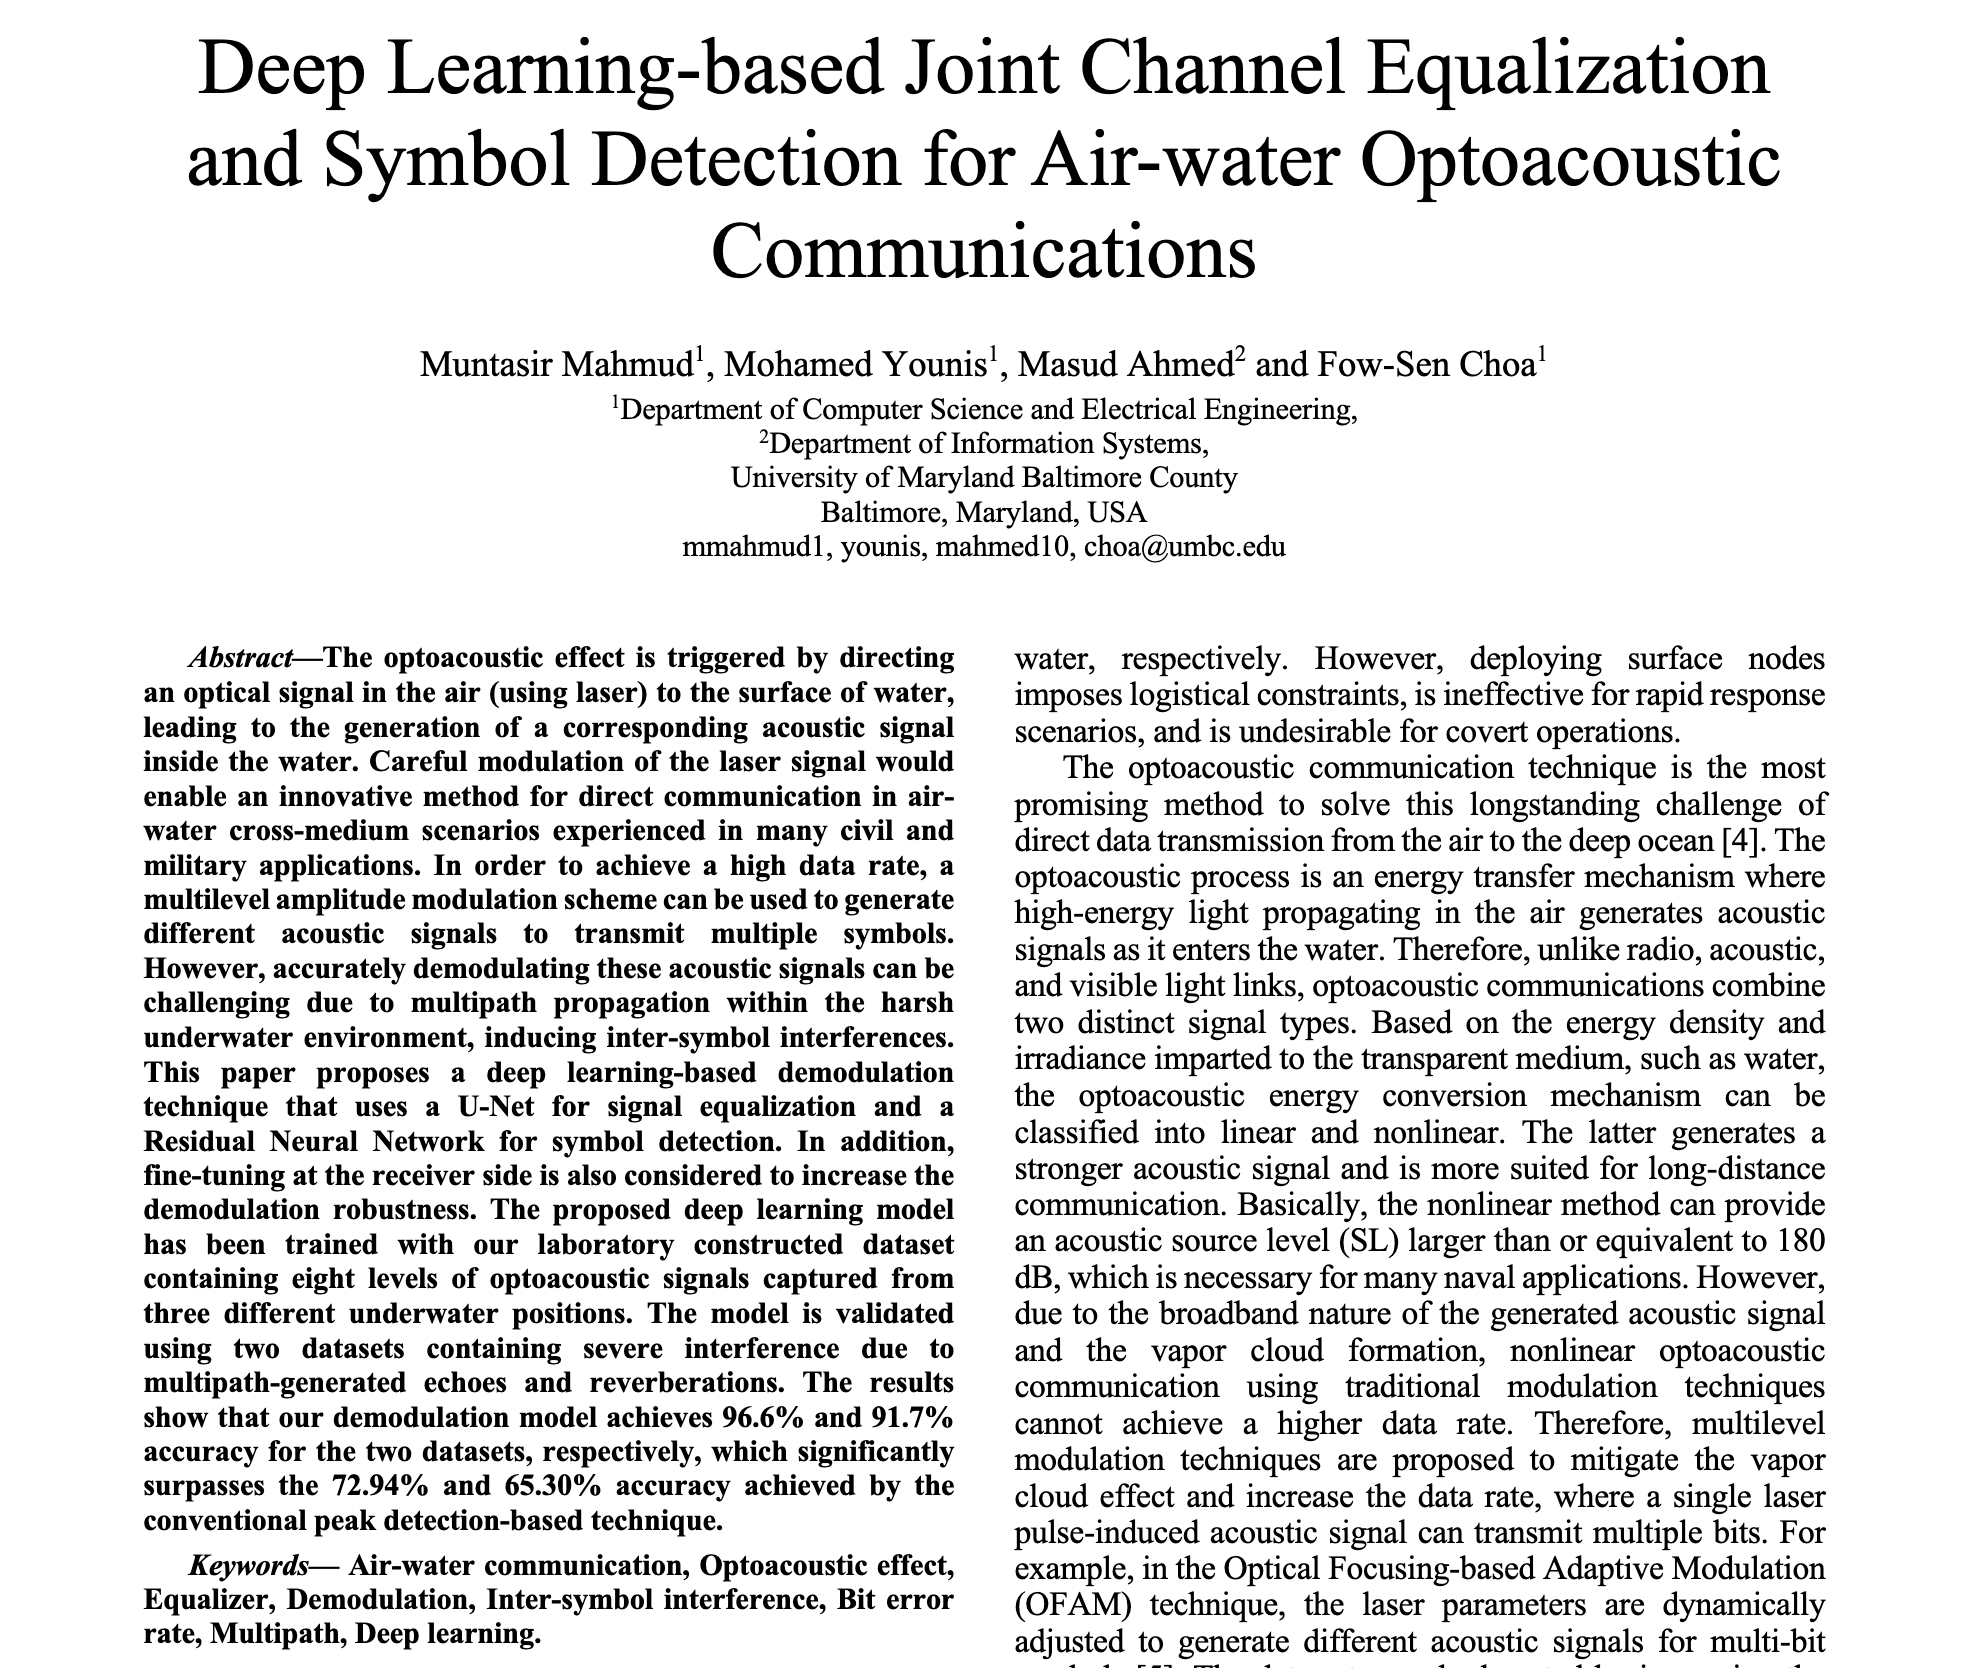 Deep Learning-based Joint Channel Equalization
and Symbol Detection for Air-water Optoacoustic
Communications
Muntasir Mahmud1, Mohamed Younis1, Masud Ahmed2 and Fow-Sen Choa1
1Department of Computer Science and Electrical Engineering,
2Department of Information Systems,
University of Maryland Baltimore County
Baltimore, Maryland, USA
mmahmud1, younis, mahmed10, choa@umbc.edu
Abstract—The optoacoustic effect is triggered by directing
an optical signal in the air (using laser) to the surface of water,
leading to the generation of a corresponding acoustic signal
inside the water. Careful modulation of the laser signal would
enable an innovative method for direct communication in air-
water cross-medium scenarios experienced in many civil and
military applications. In order to achieve a high data rate, a
multilevel amplitude modulation scheme can be used to generate
different acoustic signals to transmit multiple symbols.
However, accurately demodulating these acoustic signals can be
challenging due to multipath propagation within the harsh
underwater environment, inducing inter-symbol interferences.
This paper proposes a deep learning-based demodulation
technique that uses a U-Net for signal equalization and a
Residual Neural Network for symbol detection. In addition,
fine-tuning at the receiver side is also considered to increase the
demodulation robustness. The proposed deep learning model
has been trained with our laboratory constructed dataset
containing eight levels of optoacoustic signals captured from
three different underwater positions. The model is validated
using two datasets containing severe interference due to
multipath-generated echoes and reverberations. The results
show that our demodulation model achieves 96.6% and 91.7%
accuracy for the two datasets, respectively, which significantly
surpasses the 72.94% and 65.30% accuracy achieved by the
conventional peak detection-based technique.
Keywords— Air-water communication, Optoacoustic effect,
Equalizer, Demodulation, Inter-symbol interference, Bit error
rate, Multipath, Deep learning.
water, respectively. However, deploying surface nodes
imposes logistical constraints, is ineffective for rapid response
scenarios, and is undesirable for covert operations.
The optoacoustic communication technique is the most
promising method to solve this longstanding challenge of
direct data transmission from the air to the deep ocean [4]. The
optoacoustic process is an energy transfer mechanism where
high-energy light propagating in the air generates acoustic
signals as it enters the water. Therefore, unlike radio, acoustic,
and visible light links, optoacoustic communications combine
two distinct signal types. Based on the energy density and
irradiance imparted to the transparent medium, such as water,
the optoacoustic energy conversion mechanism can be
classified into linear and nonlinear. The latter generates a
stronger acoustic signal and is more suited for long-distance
communication. Basically, the nonlinear method can provide
an acoustic source level (SL) larger than or equivalent to 180
dB, which is necessary for many naval applications. However,
due to the broadband nature of the generated acoustic signal
and the vapor cloud formation, nonlinear optoacoustic
communication using traditional modulation techniques
cannot achieve a higher data rate. Therefore, multilevel
modulation techniques are proposed to mitigate the vapor
cloud effect and increase the data rate, where a single laser
pulse-induced acoustic signal can transmit multiple bits. For
example, in the Optical Focusing-based Adaptive Modulation
(OFAM) technique, the laser parameters are dynamically
adjusted to generate different acoustic signals for multi-bit